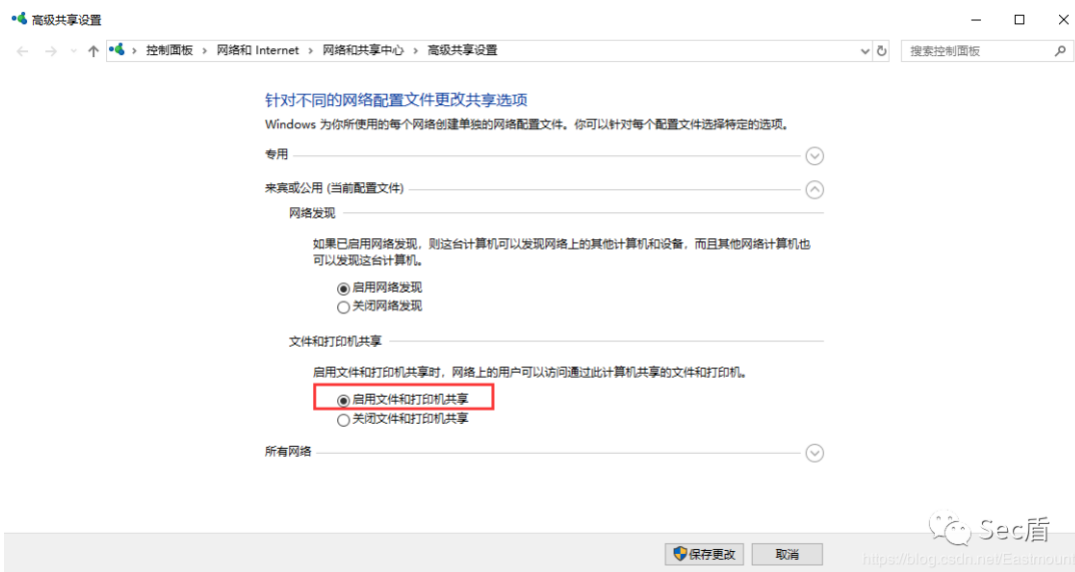 高级共享设置
控制面板 › 网络和 Internet › 网络和共享中心 › 高级共享设置
搜索控制面板
针对不同的网络配置文件更改共享选项
Windows 为你所使用的每个网络创建单独的网络配置文件。你可以针对每个配置文件选择特定的选项。
专用
来宾或公用 (当前配置文件)
网络发现
如果已启用网络发现，则这台计算机可以发现网络上的其他计算机和设备，而且其他网络计算机也
可以发现这台计算机。
启用网络发现
关闭网络发现
文件和打印机共享
启用文件和打印机共享时，网络上的用户可以访问通过此计算机共享的文件和打印机。
启用文件和打印机共享
关闭文件和打印机共享
所有网络
Sec盾
保存更改
取消
https://blog.csdn.net/Eastmount